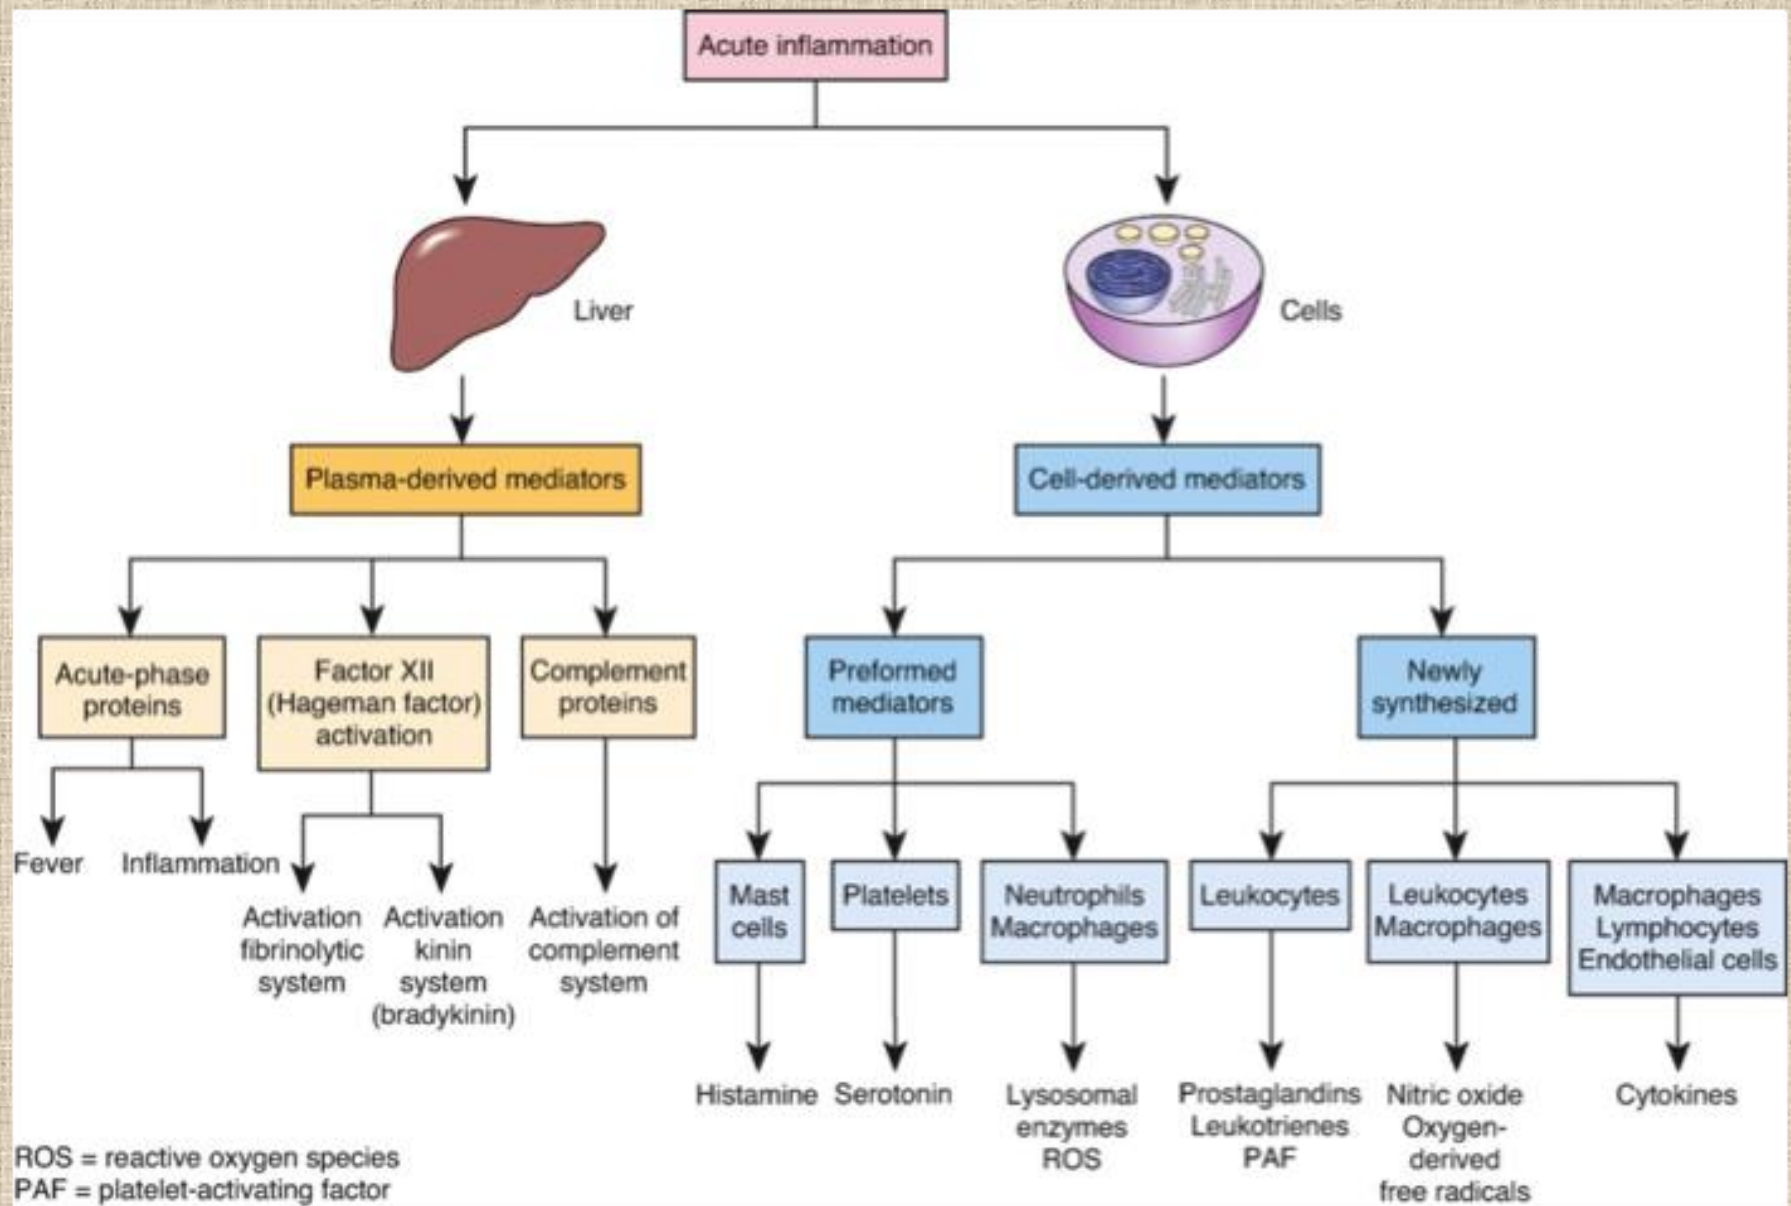 Acute inflammation
Liver
Cells
Plasma-derived mediators
Cell-derived mediators
Acute-phase
proteins
Factor XII
(Hageman factor)
activation
Complement
proteins
Preformed
mediators
Newly
synthesized
Fever
Inflammation
Activation
fibrinolytic
system
Activation
kinin
system
(bradykinin)
Activation of
complement
system
Mast
cells
Platelets
Neutrophils
Macrophages
Leukocytes
Leukocytes
Macrophages
Macrophages
Lymphocytes
Endothelial cells
Histamine
Serotonin
Lysosomal
enzymes
ROS
Prostaglandins
Leukotrienes
PAF
Nitric oxide
Oxygen-
derived
free radicals
Cytokines
ROS = reactive oxygen species
PAF = platelet-activating factor